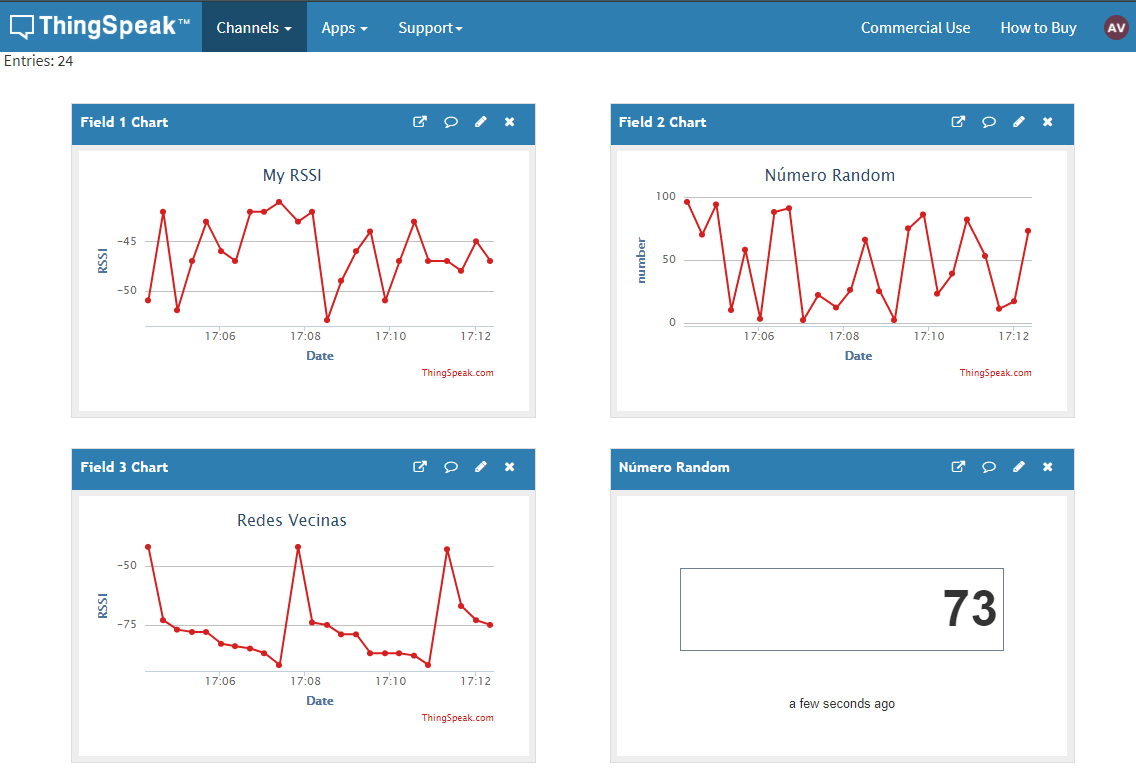 ThingSpeak™ Channels Apps Support Commercial Use How to Buy AV
Entries: 24
Field 1 Chart
My RSSI
RSSI
−45
−50
17:06 17:08 17:10 17:12
Date
ThingSpeak.com
Field 2 Chart
Número Random
number
100
50
0
17:06 17:08 17:10 17:12
Date
ThingSpeak.com
Field 3 Chart
Redes Vecinas
RSSI
−50
−75
17:06 17:08 17:10 17:12
Date
ThingSpeak.com
Número Random
73
a few seconds ago